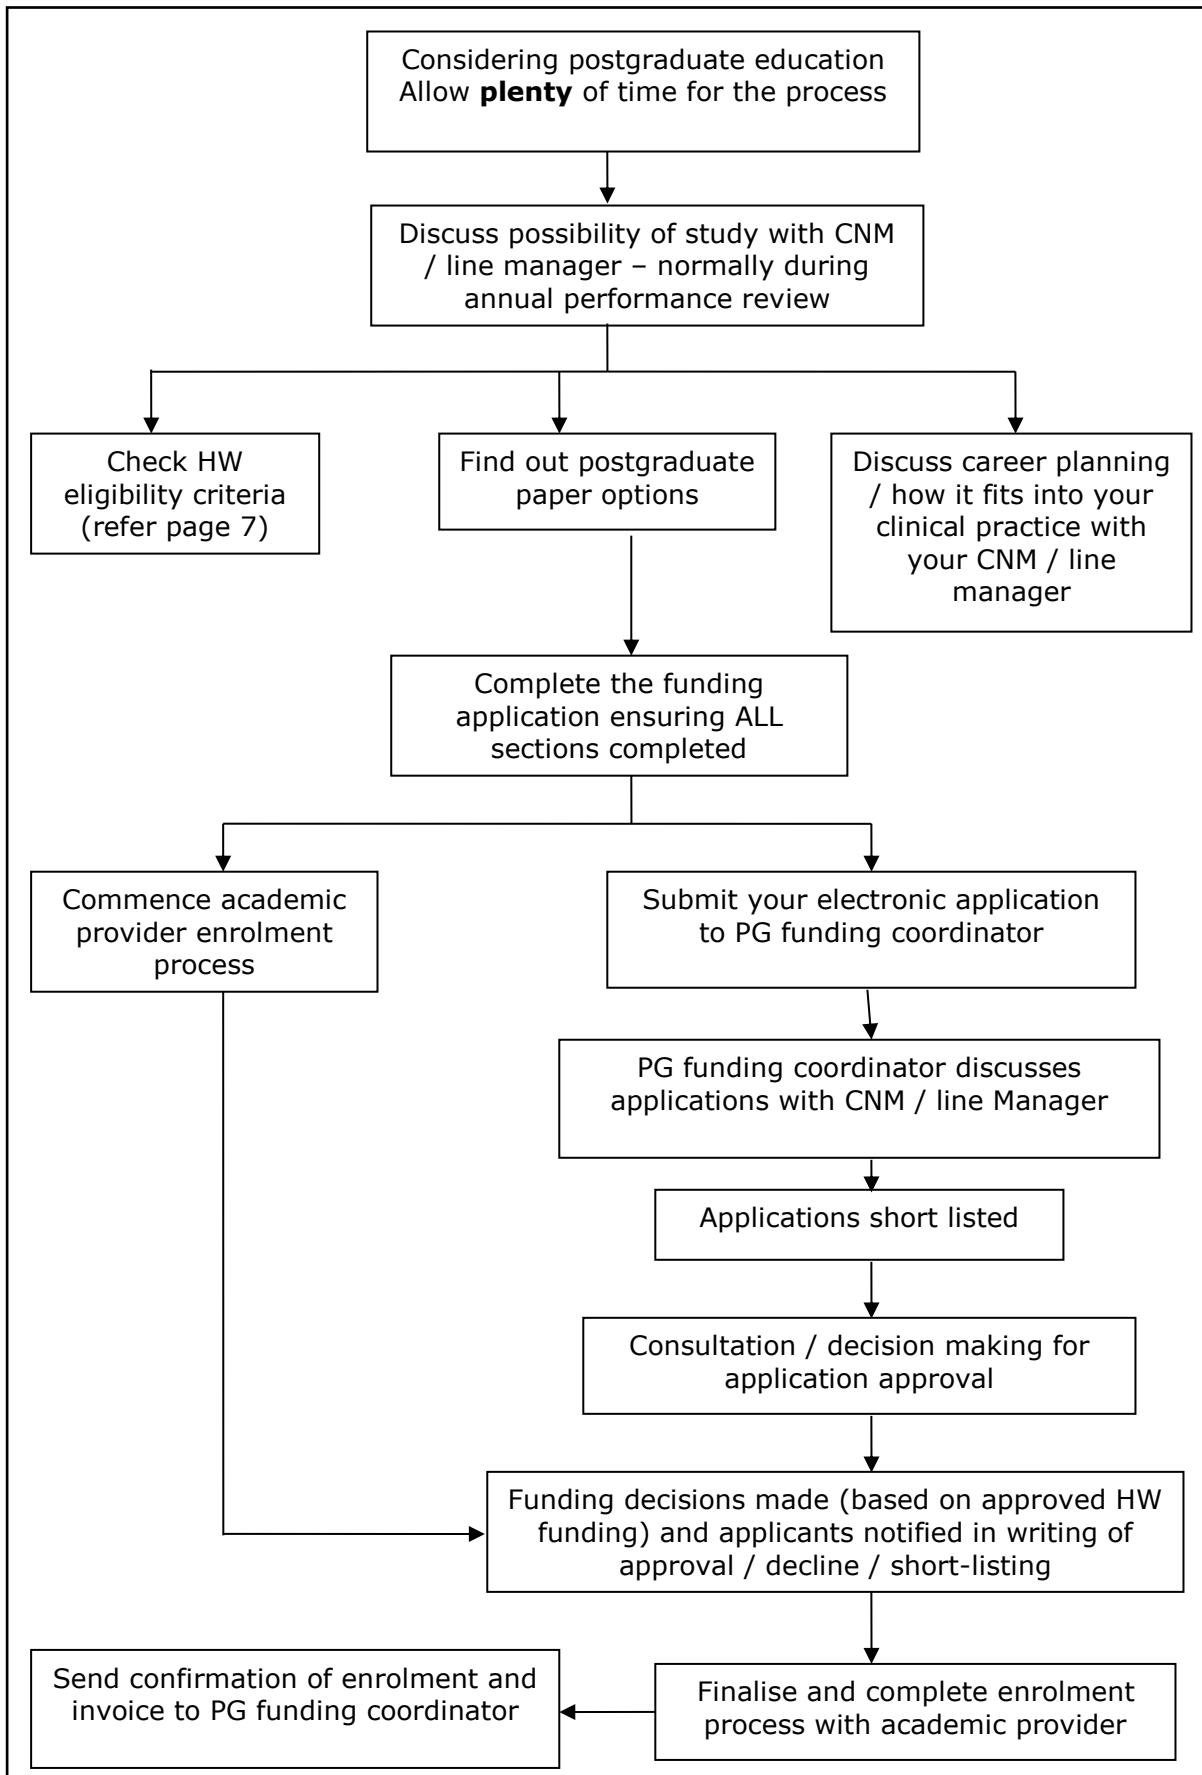 Considering postgraduate education
Allow plenty of time for the process
Discuss possibility of study with CNM
/ line manager – normally during
annual performance review
Check HW
eligibility criteria
(refer page 7)
Find out postgraduate
paper options
Discuss career planning
/ how it fits into your
clinical practice with
your CNM / line
manager
Complete the funding
application ensuring ALL
sections completed
Commence academic
provider enrolment
process
Submit your electronic application
to PG funding coordinator
PG funding coordinator discusses
applications with CNM / line Manager
Applications short listed
Consultation / decision making for
application approval
Funding decisions made (based on approved HW
funding) and applicants notified in writing of
approval / decline / short-listing
Send confirmation of enrolment and
invoice to PG funding coordinator
Finalise and complete enrolment
process with academic provider